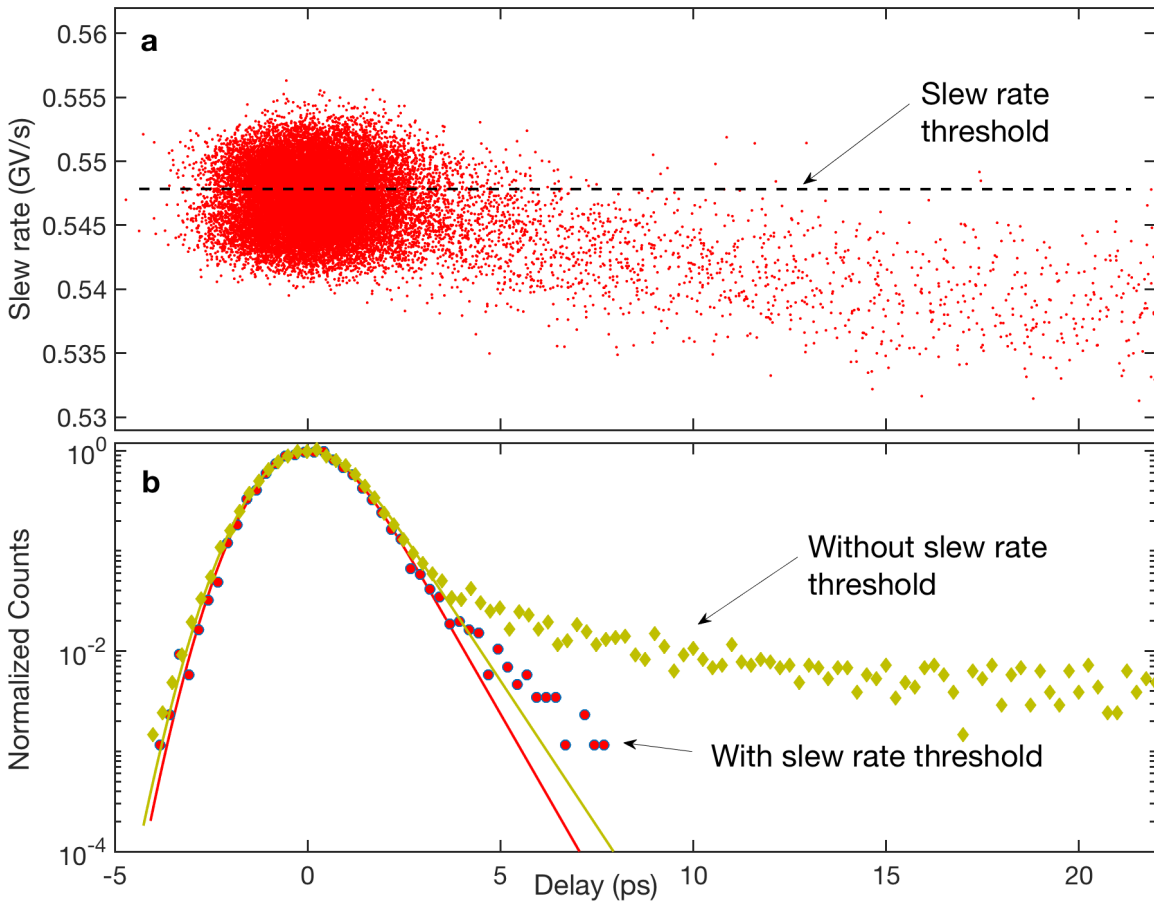 a
0.56
0.555
0.55
0.545
0.54
0.535
0.53
Slew rate (GV/s)
Slew rate
threshold
b
10^0
10^-2
10^-4
Normalized Counts
Without slew rate
threshold
With slew rate threshold
-5 0 5 10 15 20
Delay (ps)